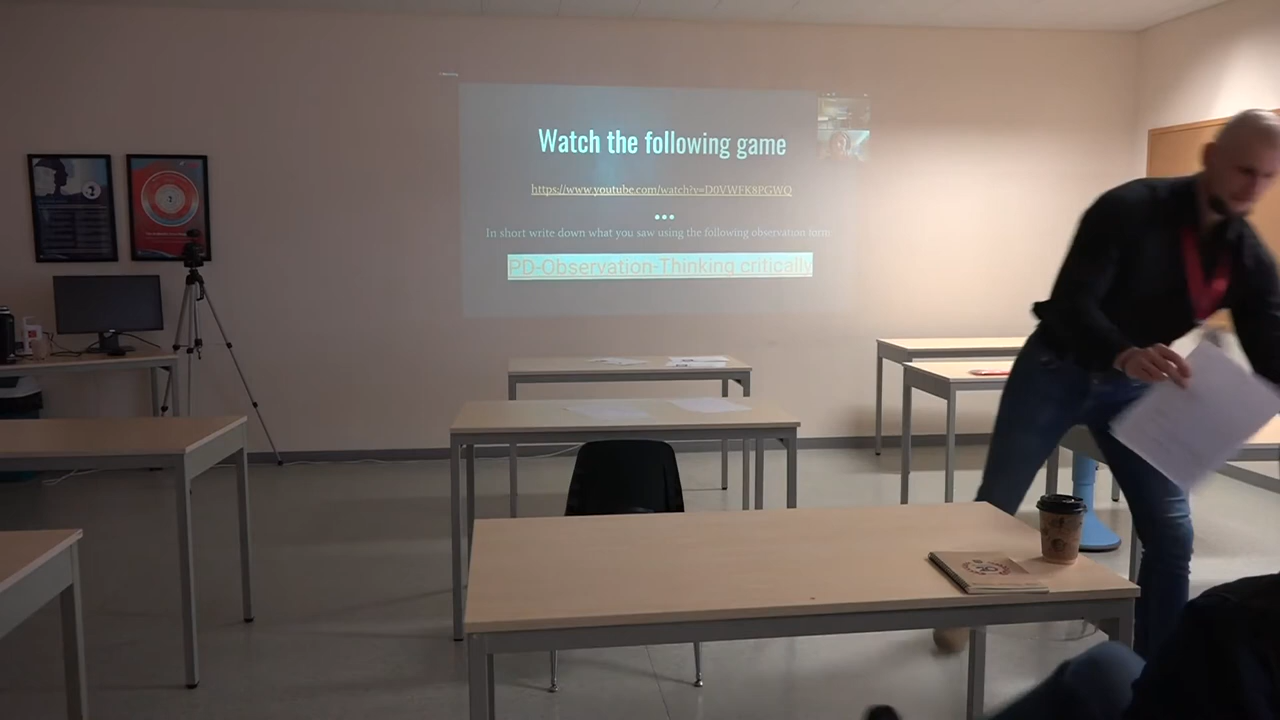 Watch the following game
https://www.youtube.com/watch?v=D0VWFK8PGWQ
In short write down what you saw using the following observation form:
PD-Observation-Thinking critically